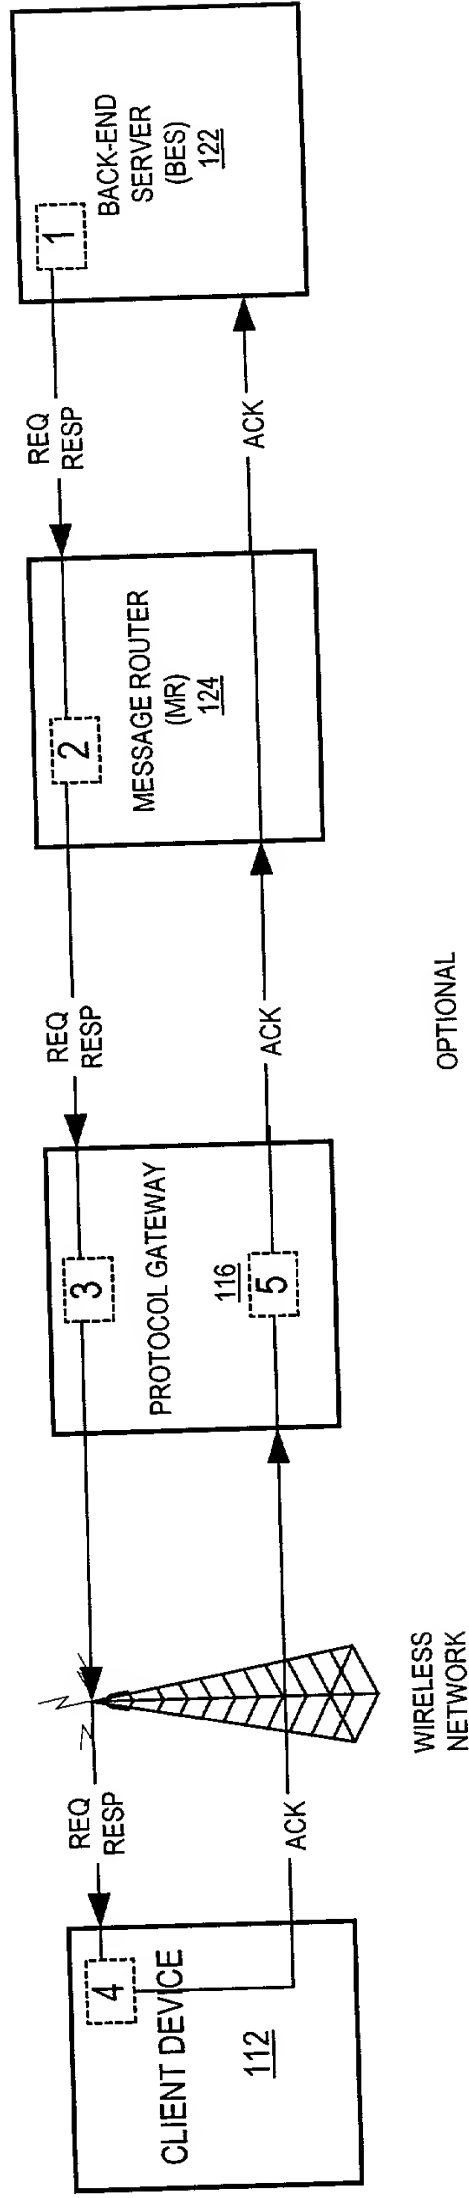 CLIENT DEVICE
112
4
REQ
RESP
ACK
WIRELESS
NETWORK
PROTOCOL GATEWAY
116
3
5
REQ
RESP
ACK
OPTIONAL
MESSAGE ROUTER
(MR)
124
2
REQ
RESP
ACK
BACK-END
SERVER
(BES)
122
1